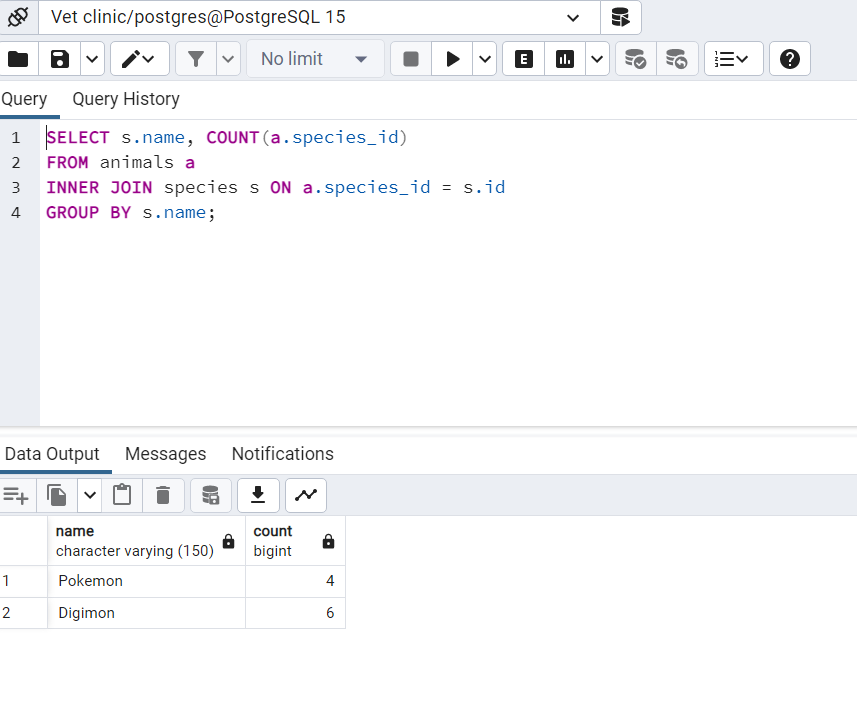 Vet clinic/postgres@PostgreSQL 15
No limit
E
Query Query History
1 SELECT s.name, COUNT(a.species_id)
2 FROM animals a
3 INNER JOIN species s ON a.species_id = s.id
4 GROUP BY s.name;
Data Output Messages Notifications
name count
character varying (150) bigint
1 Pokemon 4
2 Digimon 6